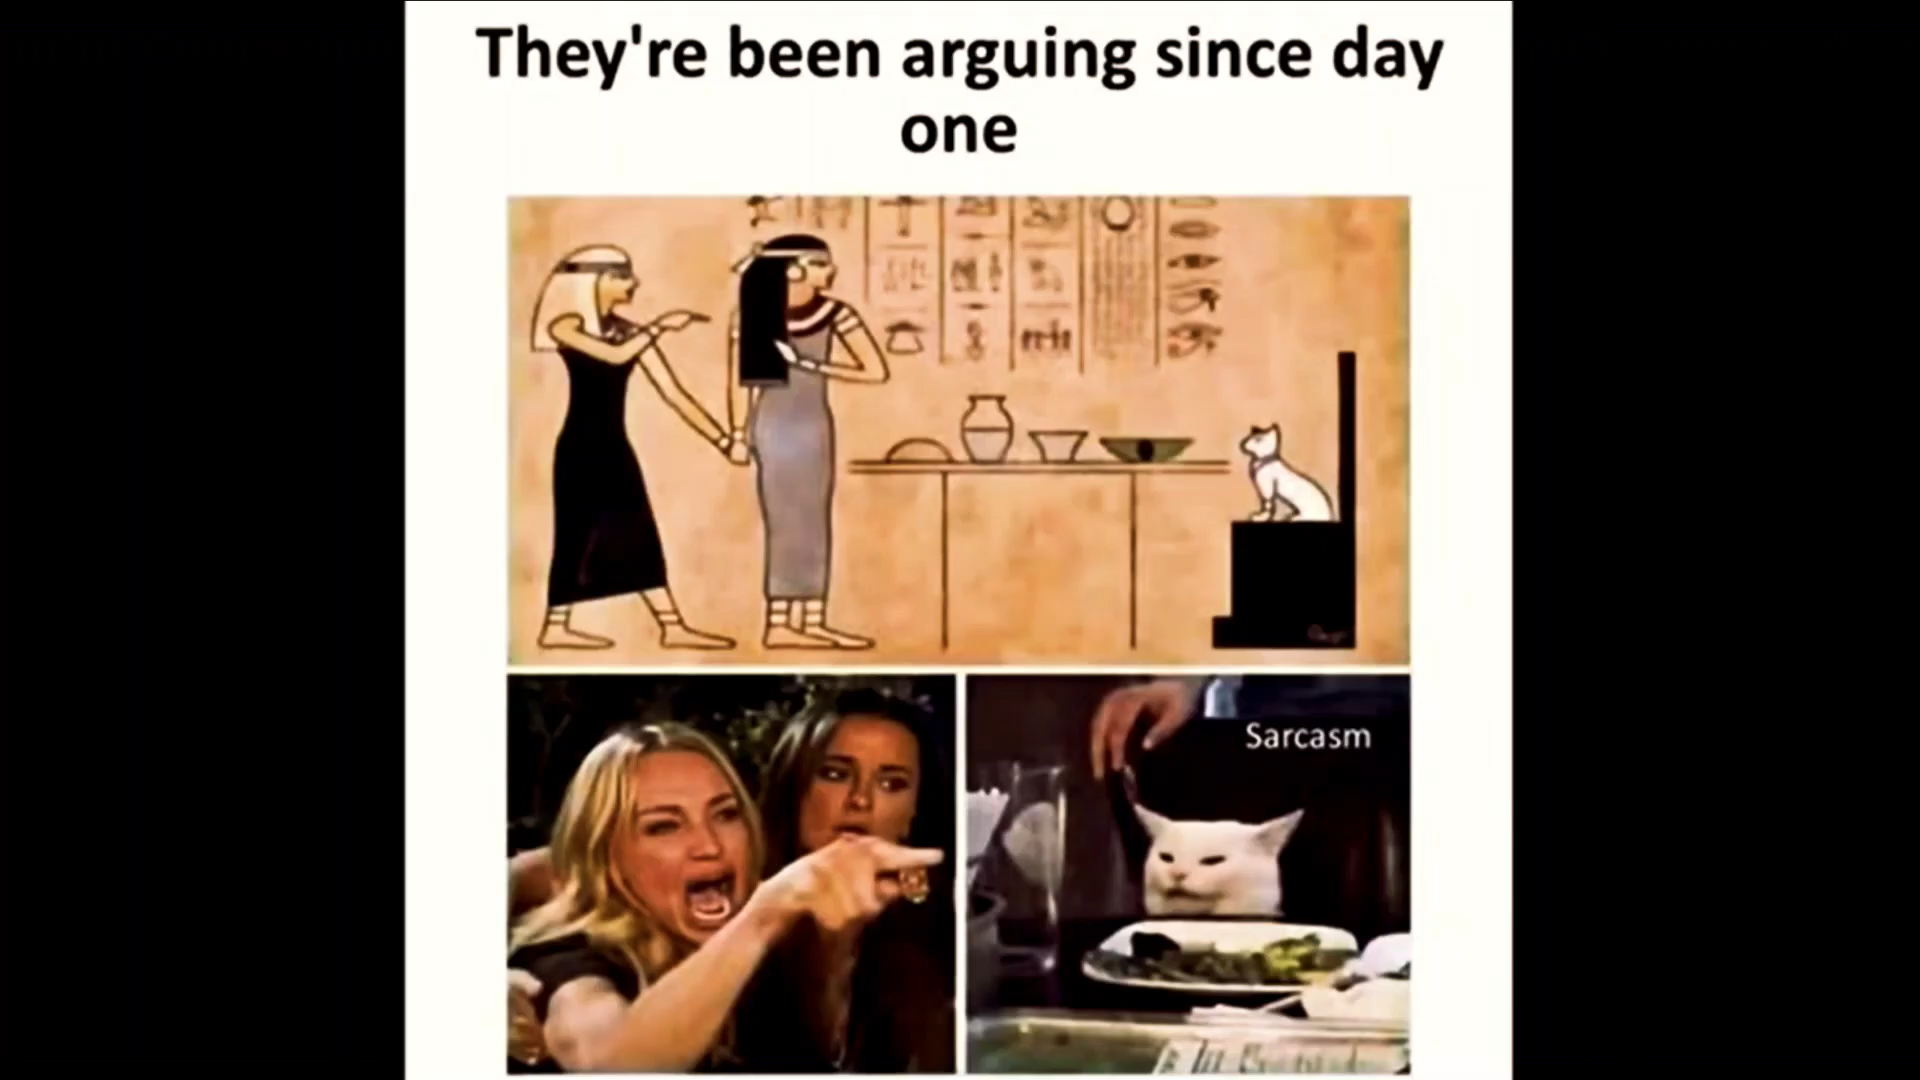 They're been arguing since day
one
Sarcasm